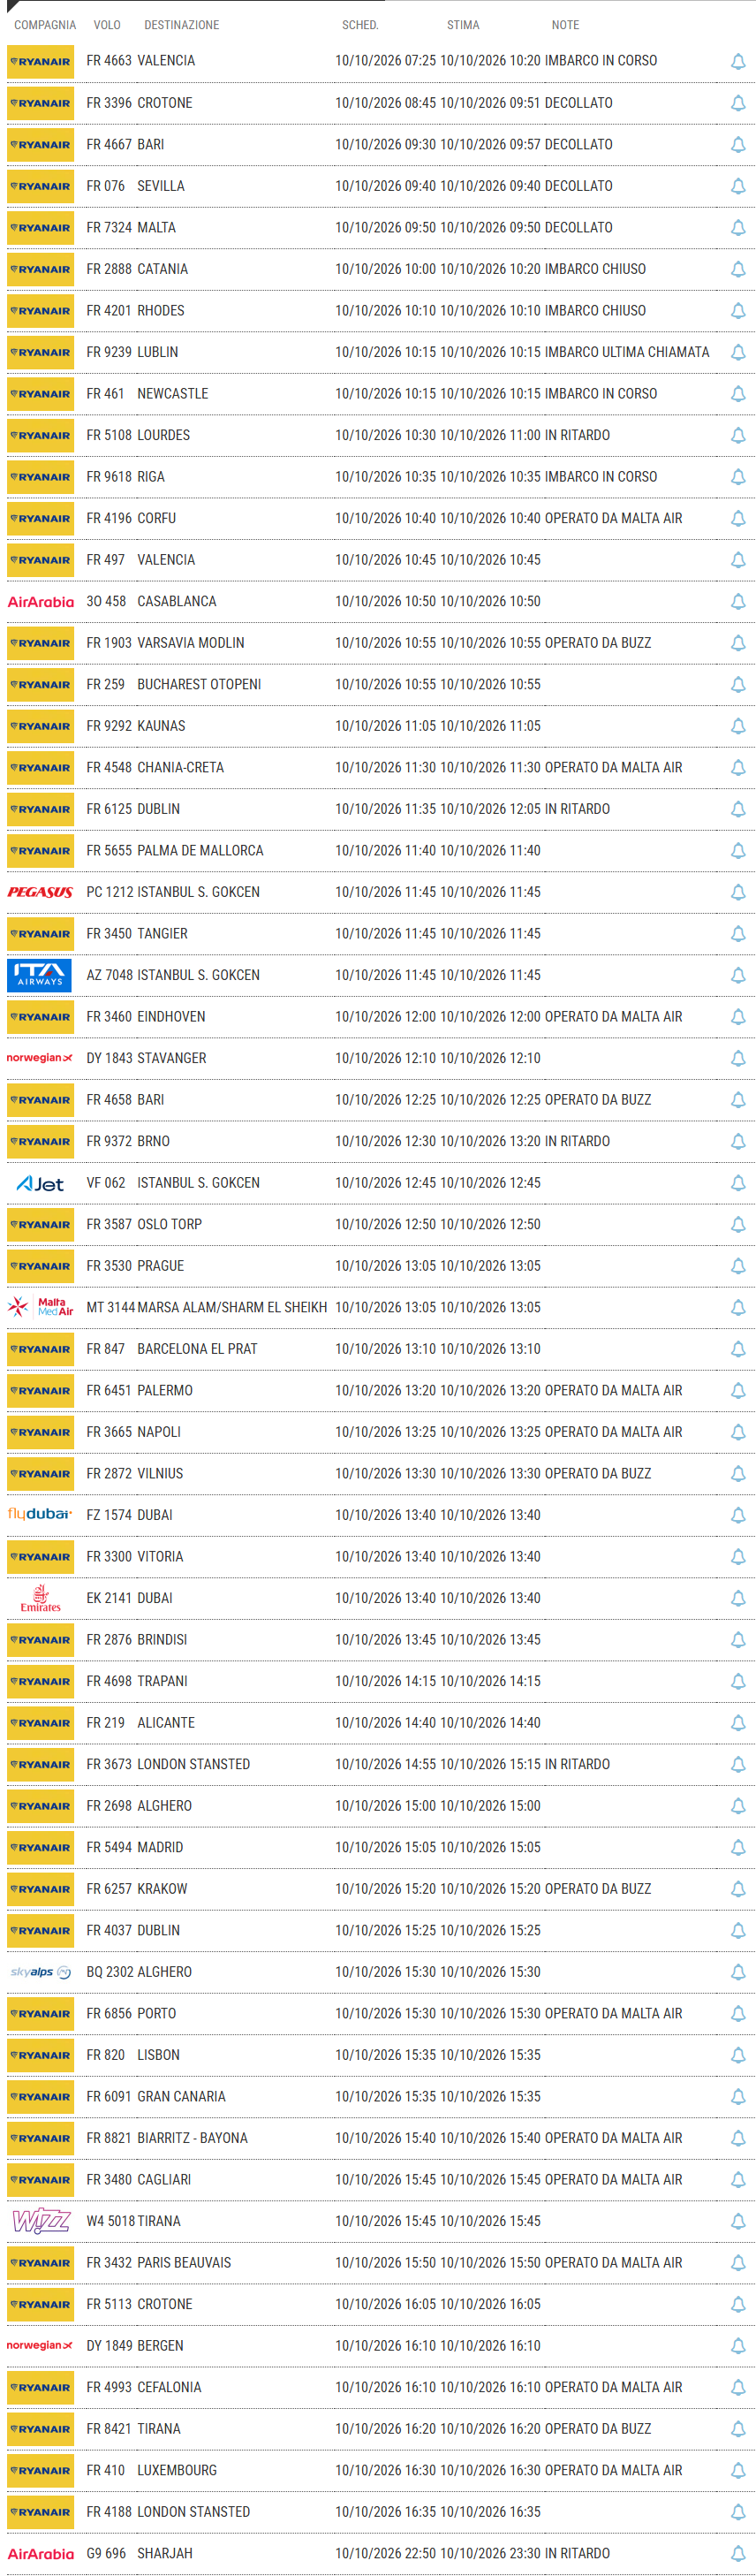 COMPAGNIA VOLO DESTINAZIONE SCHED. STIMA NOTE
RYANAIR FR 4663 VALENCIA 10/10/2026 07:25 10/10/2026 10:20 IMBARCO IN CORSO
RYANAIR FR 3396 CROTONE 10/10/2026 08:45 10/10/2026 09:51 DECOLLATO
RYANAIR FR 4667 BARI 10/10/2026 09:30 10/10/2026 09:57 DECOLLATO
RYANAIR FR 076 SEVILLA 10/10/2026 09:40 10/10/2026 09:40 DECOLLATO
RYANAIR FR 7324 MALTA 10/10/2026 09:50 10/10/2026 09:50 DECOLLATO
RYANAIR FR 2888 CATANIA 10/10/2026 10:00 10/10/2026 10:20 IMBARCO CHIUSO
RYANAIR FR 4201 RHODES 10/10/2026 10:10 10/10/2026 10:10 IMBARCO CHIUSO
RYANAIR FR 9239 LUBLIN 10/10/2026 10:15 10/10/2026 10:15 IMBARCO ULTIMA CHIAMATA
RYANAIR FR 461 NEWCASTLE 10/10/2026 10:15 10/10/2026 10:15 IMBARCO IN CORSO
RYANAIR FR 5108 LOURDES 10/10/2026 10:30 10/10/2026 11:00 IN RITARDO
RYANAIR FR 9618 RIGA 10/10/2026 10:35 10/10/2026 10:35 IMBARCO IN CORSO
RYANAIR FR 4196 CORFU 10/10/2026 10:40 10/10/2026 10:40 OPERATO DA MALTA AIR
RYANAIR FR 497 VALENCIA 10/10/2026 10:45 10/10/2026 10:45
AirArabia 3O 458 CASABLANCA 10/10/2026 10:50 10/10/2026 10:50
RYANAIR FR 1903 VARSAVIA MODLIN 10/10/2026 10:55 10/10/2026 10:55 OPERATO DA BUZZ
RYANAIR FR 259 BUCHAREST OTOPENI 10/10/2026 10:55 10/10/2026 10:55
RYANAIR FR 9292 KAUNAS 10/10/2026 11:05 10/10/2026 11:05
RYANAIR FR 4548 CHANIA-CRETA 10/10/2026 11:30 10/10/2026 11:30 OPERATO DA MALTA AIR
RYANAIR FR 6125 DUBLIN 10/10/2026 11:35 10/10/2026 12:05 IN RITARDO
RYANAIR FR 5655 PALMA DE MALLORCA 10/10/2026 11:40 10/10/2026 11:40
PEGASUS PC 1212 ISTANBUL S. GOKCEN 10/10/2026 11:45 10/10/2026 11:45
RYANAIR FR 3450 TANGIER 10/10/2026 11:45 10/10/2026 11:45
ITA AIRWAYS AZ 7048 ISTANBUL S. GOKCEN 10/10/2026 11:45 10/10/2026 11:45
RYANAIR FR 3460 EINDHOVEN 10/10/2026 12:00 10/10/2026 12:00 OPERATO DA MALTA AIR
norwegian DY 1843 STAVANGER 10/10/2026 12:10 10/10/2026 12:10
RYANAIR FR 4658 BARI 10/10/2026 12:25 10/10/2026 12:25 OPERATO DA BUZZ
RYANAIR FR 9372 BRNO 10/10/2026 12:30 10/10/2026 13:20 IN RITARDO
AJet VF 062 ISTANBUL S. GOKCEN 10/10/2026 12:45 10/10/2026 12:45
RYANAIR FR 3587 OSLO TORP 10/10/2026 12:50 10/10/2026 12:50
RYANAIR FR 3530 PRAGUE 10/10/2026 13:05 10/10/2026 13:05
Malta MedAir MT 3144 MARSA ALAM/SHARM EL SHEIKH 10/10/2026 13:05 10/10/2026 13:05
RYANAIR FR 847 BARCELONA EL PRAT 10/10/2026 13:10 10/10/2026 13:10
RYANAIR FR 6451 PALERMO 10/10/2026 13:20 10/10/2026 13:20 OPERATO DA MALTA AIR
RYANAIR FR 3665 NAPOLI 10/10/2026 13:25 10/10/2026 13:25 OPERATO DA MALTA AIR
RYANAIR FR 2872 VILNIUS 10/10/2026 13:30 10/10/2026 13:30 OPERATO DA BUZZ
flydubai FZ 1574 DUBAI 10/10/2026 13:40 10/10/2026 13:40
RYANAIR FR 3300 VITORIA 10/10/2026 13:40 10/10/2026 13:40
Emirates EK 2141 DUBAI 10/10/2026 13:40 10/10/2026 13:40
RYANAIR FR 2876 BRINDISI 10/10/2026 13:45 10/10/2026 13:45
RYANAIR FR 4698 TRAPANI 10/10/2026 14:15 10/10/2026 14:15
RYANAIR FR 219 ALICANTE 10/10/2026 14:40 10/10/2026 14:40
RYANAIR FR 3673 LONDON STANSTED 10/10/2026 14:55 10/10/2026 15:15 IN RITARDO
RYANAIR FR 2698 ALGHERO 10/10/2026 15:00 10/10/2026 15:00
RYANAIR FR 5494 MADRID 10/10/2026 15:05 10/10/2026 15:05
RYANAIR FR 6257 KRAKOW 10/10/2026 15:20 10/10/2026 15:20 OPERATO DA BUZZ
RYANAIR FR 4037 DUBLIN 10/10/2026 15:25 10/10/2026 15:25
skyalps BQ 2302 ALGHERO 10/10/2026 15:30 10/10/2026 15:30
RYANAIR FR 6856 PORTO 10/10/2026 15:30 10/10/2026 15:30 OPERATO DA MALTA AIR
RYANAIR FR 820 LISBON 10/10/2026 15:35 10/10/2026 15:35
RYANAIR FR 6091 GRAN CANARIA 10/10/2026 15:35 10/10/2026 15:35
RYANAIR FR 8821 BIARRITZ - BAYONA 10/10/2026 15:40 10/10/2026 15:40 OPERATO DA MALTA AIR
RYANAIR FR 3480 CAGLIARI 10/10/2026 15:45 10/10/2026 15:45 OPERATO DA MALTA AIR
WIZZ W4 5018 TIRANA 10/10/2026 15:45 10/10/2026 15:45
RYANAIR FR 3432 PARIS BEAUVAIS 10/10/2026 15:50 10/10/2026 15:50 OPERATO DA MALTA AIR
RYANAIR FR 5113 CROTONE 10/10/2026 16:05 10/10/2026 16:05
norwegian DY 1849 BERGEN 10/10/2026 16:10 10/10/2026 16:10
RYANAIR FR 4993 CEFALONIA 10/10/2026 16:10 10/10/2026 16:10 OPERATO DA MALTA AIR
RYANAIR FR 8421 TIRANA 10/10/2026 16:20 10/10/2026 16:20 OPERATO DA BUZZ
RYANAIR FR 410 LUXEMBOURG 10/10/2026 16:30 10/10/2026 16:30 OPERATO DA MALTA AIR
RYANAIR FR 4188 LONDON STANSTED 10/10/2026 16:35 10/10/2026 16:35
AirArabia G9 696 SHARJAH 10/10/2026 22:50 10/10/2026 23:30 IN RITARDO